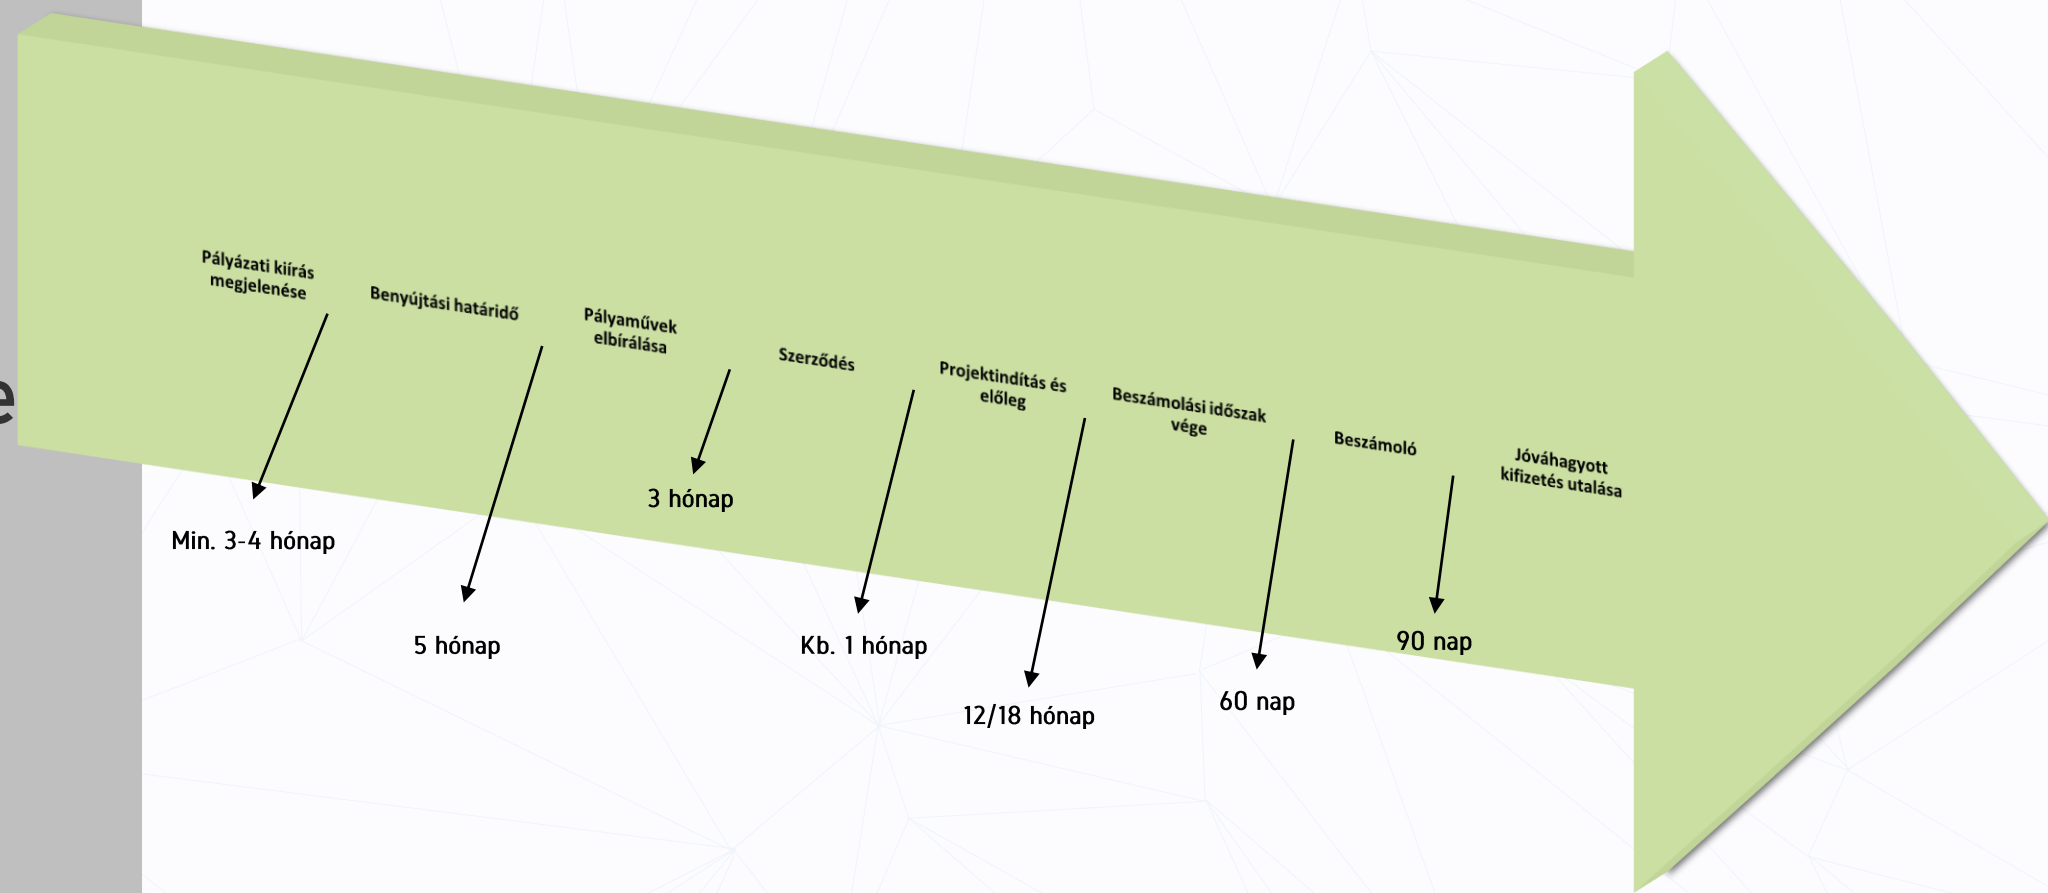 e
Pályázati kiírás
megjelenése
Benyújtási határidő
Pályaművek
elbírálása
Szerződés
Projektindítás és
előleg
Beszámolási időszak
vége
Beszámoló
Jóváhagyott
kifizetés utalása
Min. 3-4 hónap
5 hónap
3 hónap
Kb. 1 hónap
12/18 hónap
60 nap
90 nap